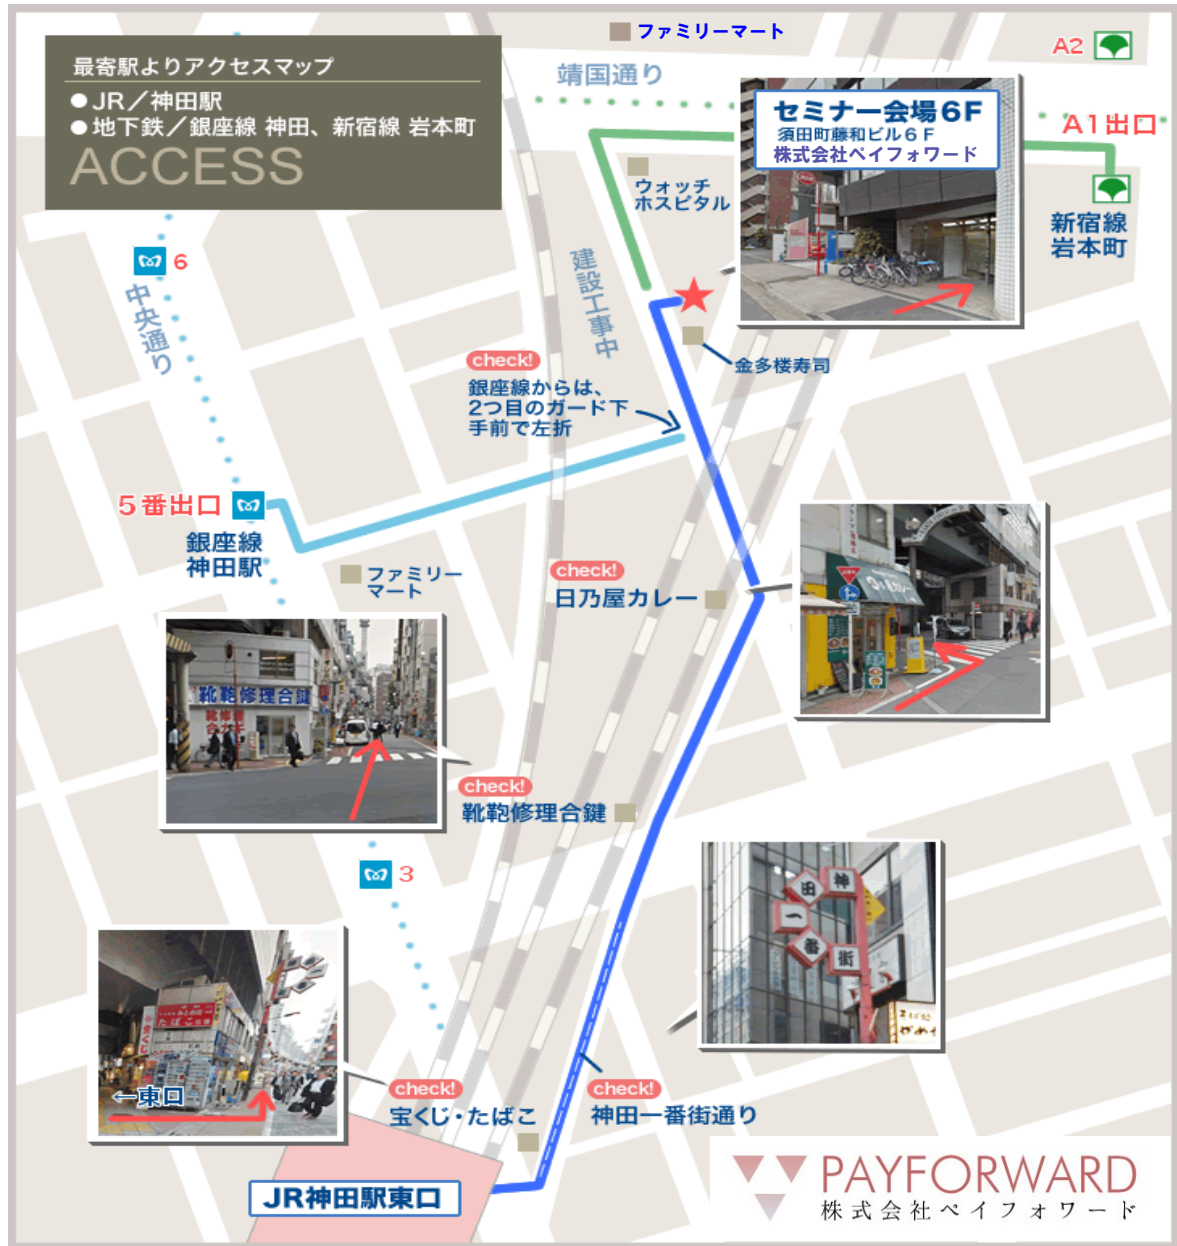 ファミリーマート
A2
最寄駅よりアクセスマップ
●JR／神田駅
●地下鉄／銀座線 神田、新宿線 岩本町
ACCESS
靖国通り
セミナー会場6F
須田町藤和ビル6F
株式会社ペイフォワード
A1出口
ウォッチ
ホスピタル
新宿線
岩本町
6
中央通り
建設工事中
check!
銀座線からは、
2つ目のガード下
手前で左折
金多楼寿司
5番出口
銀座線
神田駅
ファミリー
マート
check!
日乃屋カレー
靴鞄修理合鍵
check!
靴鞄修理合鍵
3
神田一番街
たばこ
←東口
check!
宝くじ・たばこ
check!
神田一番街通り
JR神田駅東口
PAYFORWARD
株式会社ペイフォワード